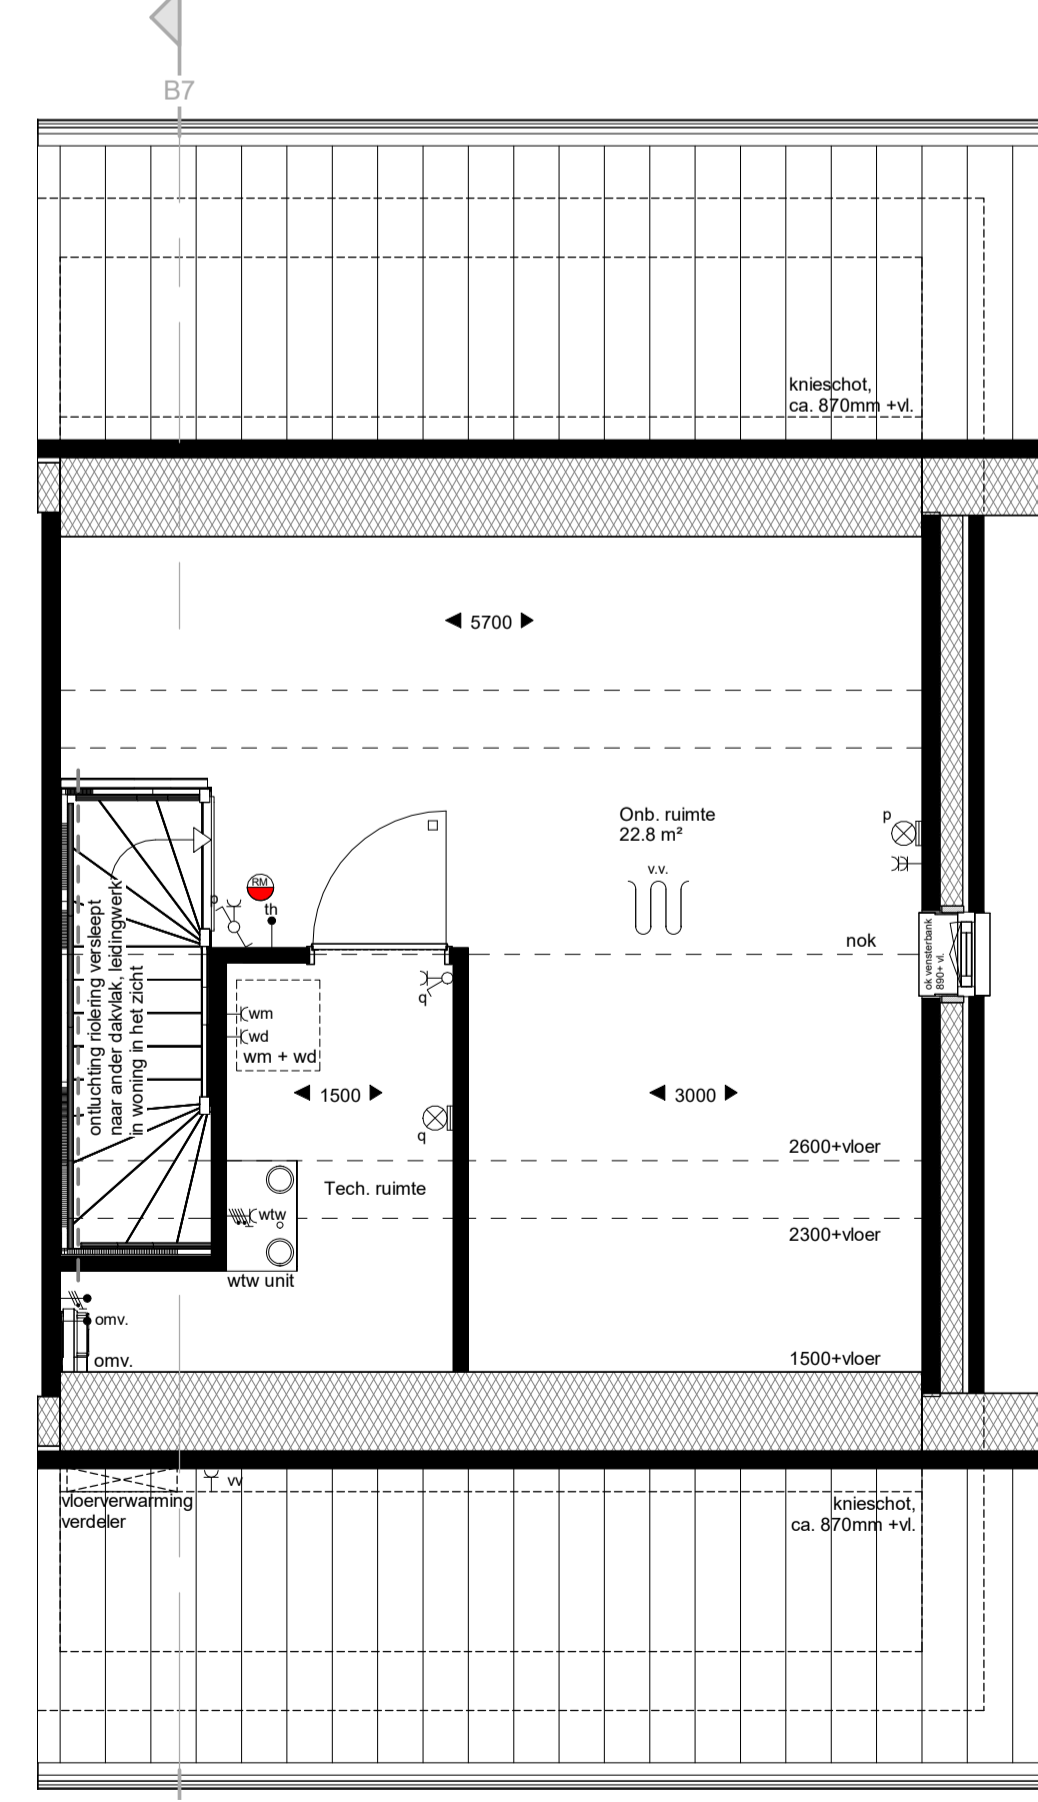 B7
knieschot,
ca. 870mm +vl.
5700
Onb. ruimte
22.8 m²
p
v.v.
RM
p
th
nok
ok vensterbank
890+ vl.
ontluchting riolering versleept
naar ander dakvlak, leidingwerk
in woning in het zicht
q
wm
wd
wm + wd
1500
3000
q
2600+vloer
Tech. ruimte
wtw
2300+vloer
wtw unit
omv.
omv.
1500+vloer
vv
vloerverwarming
verdeler
knieschot,
ca. 870mm +vl.